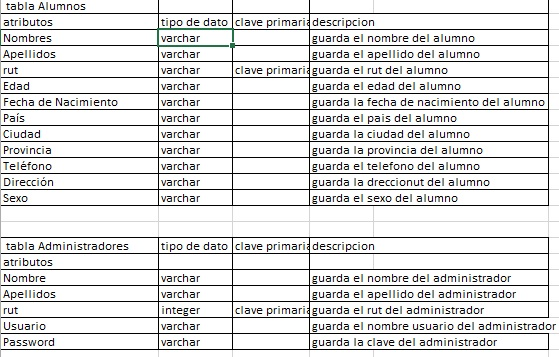 tabla Alumnos
atributos tipo de dato clave primaria descripcion
Nombres varchar guarda el nombre del alumno
Apellidos varchar guarda el apellido del alumno
rut varchar clave primaria guarda el rut del alumno
Edad varchar guarda el edad del alumno
Fecha de Nacimiento varchar guarda la fecha de nacimiento del alumno
País varchar guarda el pais del alumno
Ciudad varchar guarda la ciudad del alumno
Provincia varchar guarda la provincia del alumno
Teléfono varchar guarda el telefono del alumno
Dirección varchar guarda la dreccionut del alumno
Sexo varchar guarda el sexo del alumno
tabla Administradores tipo de dato clave primaria descripcion
atributos
Nombre varchar guarda el nombre del administrador
Apellidos varchar guarda el apellido del administrador
rut integer clave primaria guarda el rut del administrador
Usuario varchar guarda el nombre usuario del administrador
Password varchar guarda la clave del administrador